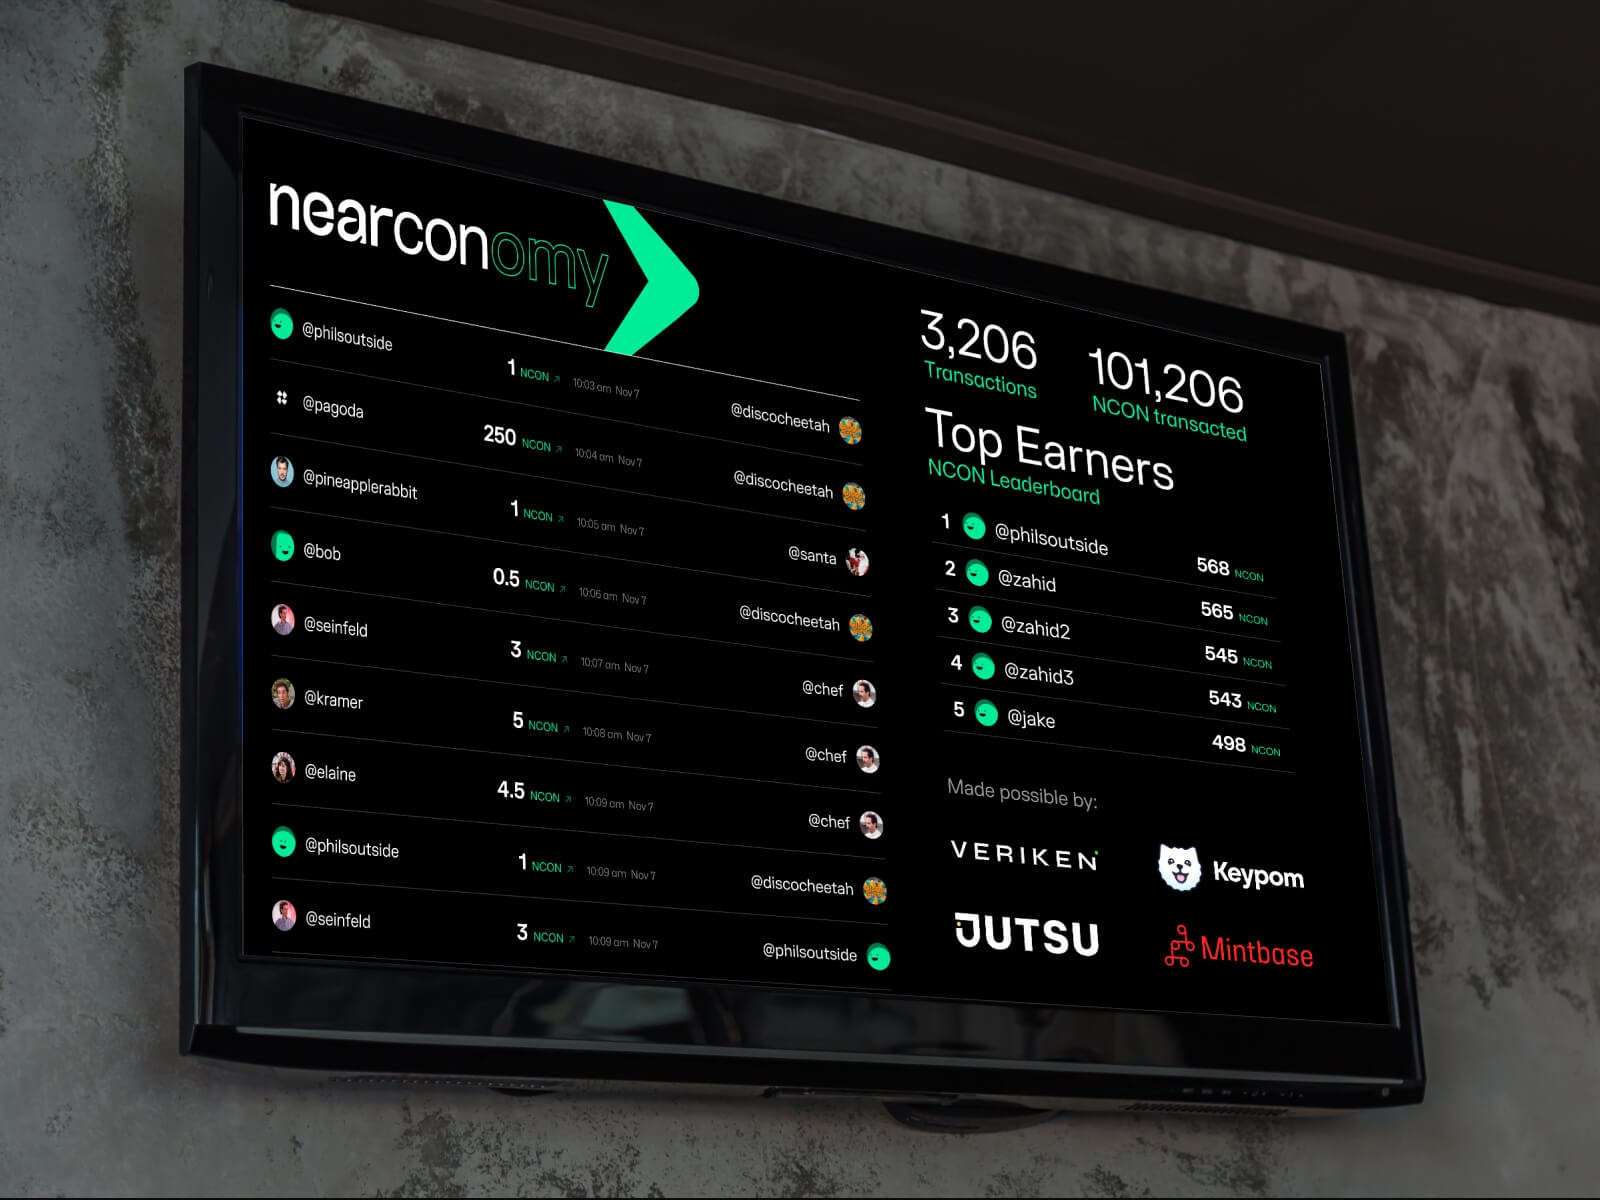 nearconomy
@philsoutside 1 NCON ↗ 10:03 am Nov 7 @discocheetah
@pagoda 250 NCON ↗ 10:04 am Nov 7 @discocheetah
@pineapplerabbit 1 NCON ↗ 10:05 am Nov 7 @santa
@bob 0.5 NCON ↗ 10:06 am Nov 7 @discocheetah
@seinfeld 3 NCON ↗ 10:07 am Nov 7 @chef
@kramer 5 NCON ↗ 10:08 am Nov 7 @chef
@elaine 4.5 NCON ↗ 10:09 am Nov 7 @chef
@philsoutside 1 NCON ↗ 10:09 am Nov 7 @discocheetah
@seinfeld 3 NCON ↗ 10:09 am Nov 7 @philsoutside
3,206 101,206
Transactions NCON transacted
Top Earners
NCON Leaderboard
1 @philsoutside 568 NCON
2 @zahid 565 NCON
3 @zahid2 545 NCON
4 @zahid3 543 NCON
5 @jake 498 NCON
Made possible by:
VERIKEN Keypom
JUTSU Mintbase